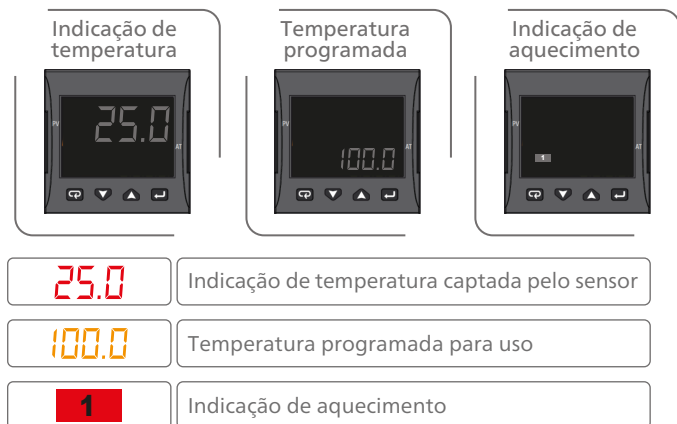 Indicação de
temperatura
Temperatura
programada
Indicação de
aquecimento
PV
25.0
AT
PV
100.0
AT
PV
1
AT
25.0
Indicação de temperatura captada pelo sensor
100.0
Temperatura programada para uso
1
Indicação de aquecimento